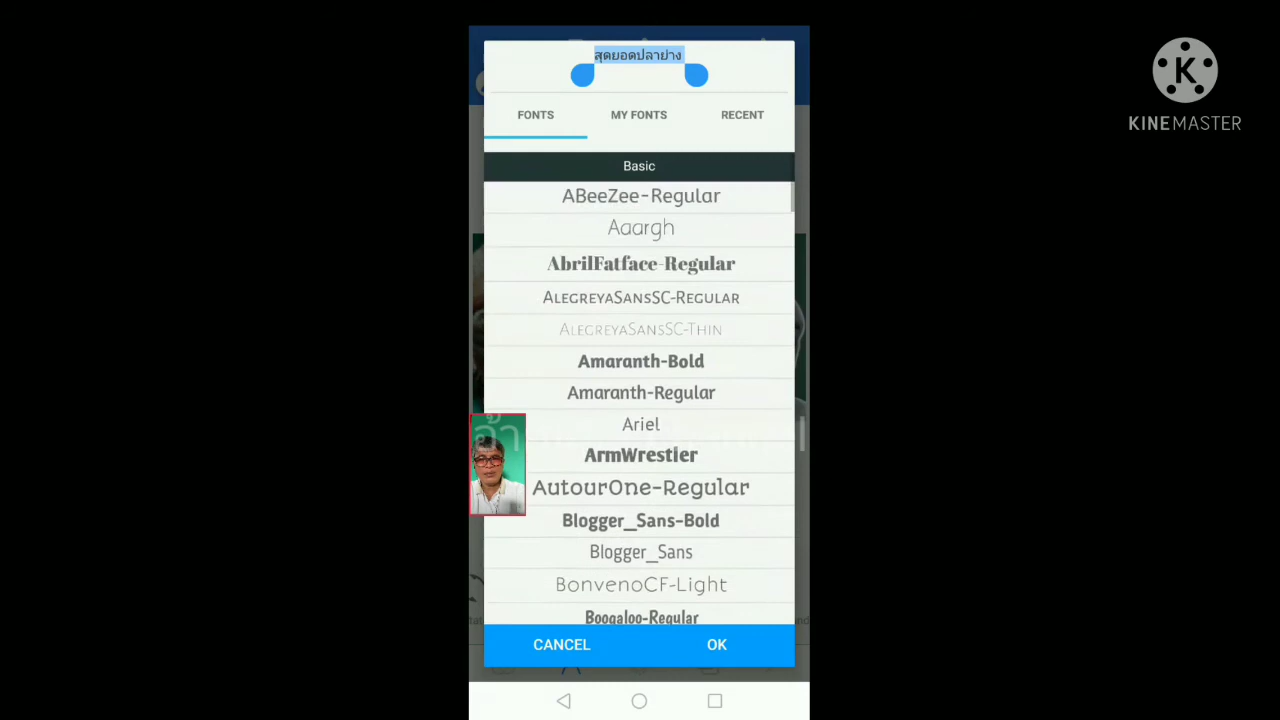 สุดยอดปลาย่าง
FONTS
MY FONTS
RECENT
Basic
ABeeZee-Regular
Aaargh
AbrilFatface-Regular
AlegreyaSansSC-Regular
AlegreyaSansSC-Thin
Amaranth-Bold
Amaranth-Regular
Ariel
ArmWrestler
AutourOne-Regular
Blogger_Sans-Bold
Blogger_Sans
BonvenoCF-Light
Boogaloo-Regular
CANCEL
OK
K
KINEMASTER